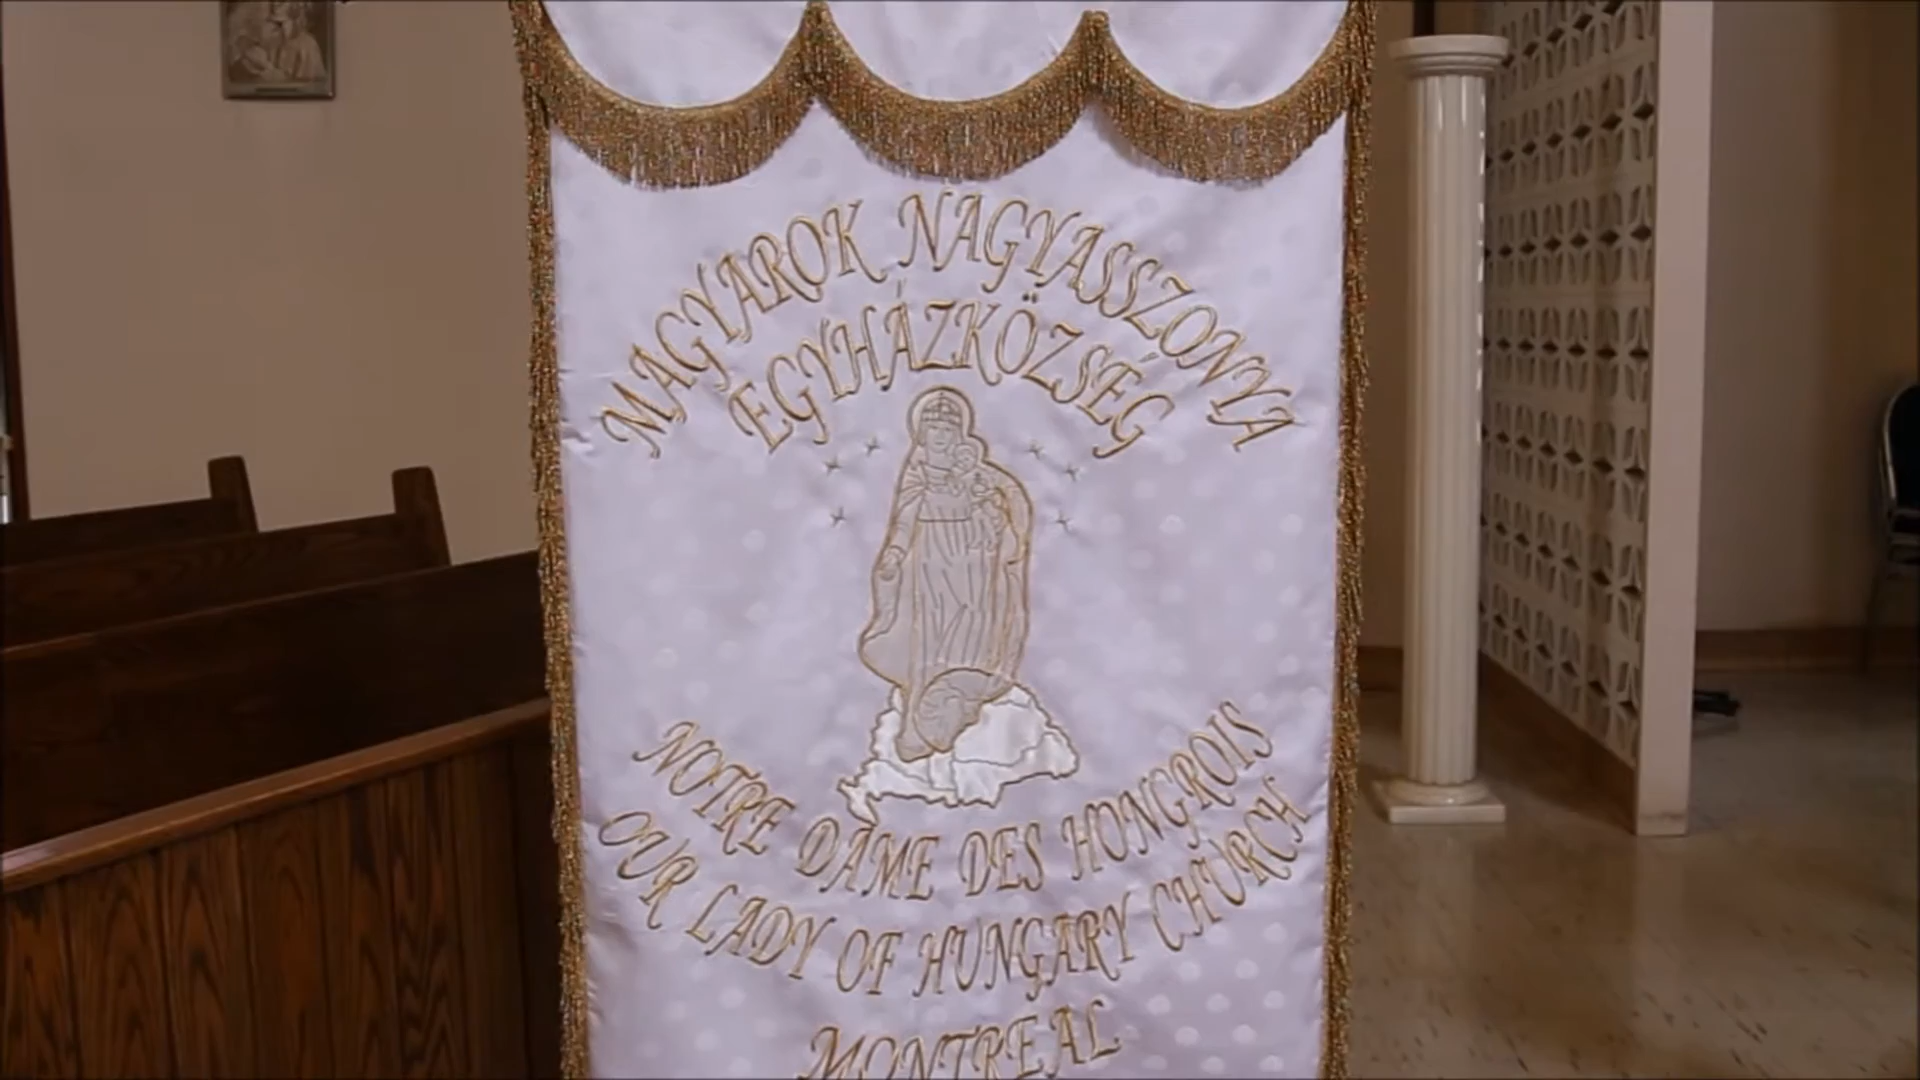 MAGYAROK NAGYASSZONYA
EGYHÁZKÖZSÉG
NOTRE DAME DES HONGROIS
OUR LADY OF HUNGARY CHURCH
MONTREAL